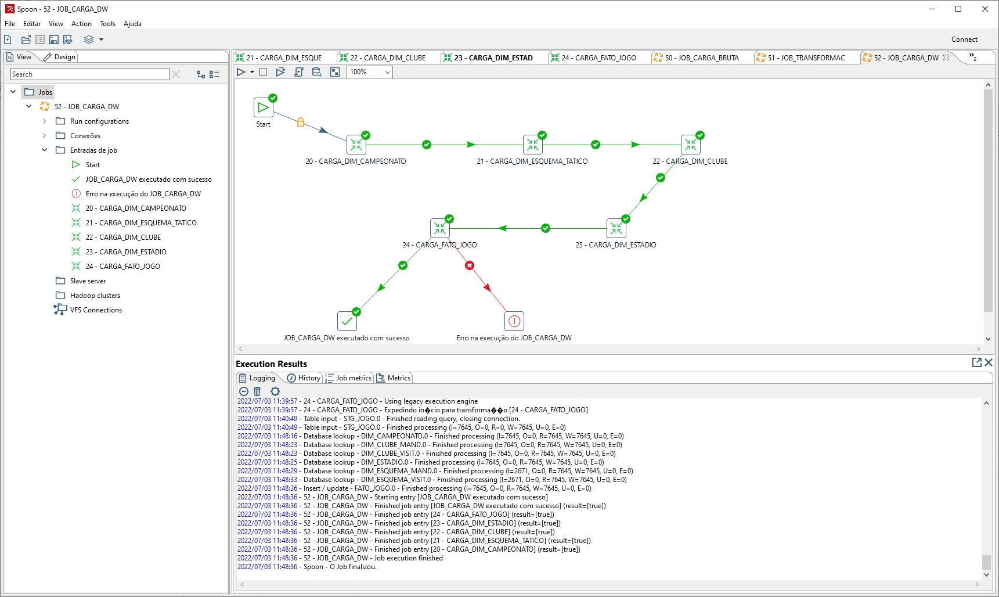 Spoon - 52 - JOB_CARGA_DW
File Editar View Action Tools Ajuda
Connect
View Design
Search
Jobs
52 - JOB_CARGA_DW
Run configurations
Conexões
Entradas de job
Start
JOB_CARGA_DW executado com sucesso
Erro na execução do JOB_CARGA_DW
20 - CARGA_DIM_CAMPEONATO
21 - CARGA_DIM_ESQUEMA_TATICO
22 - CARGA_DIM_CLUBE
23 - CARGA_DIM_ESTADIO
24 - CARGA_FATO_JOGO
Slave server
Hadoop clusters
VFS Connections
21 - CARGA_DIM_ESQUE 22 - CARGA_DIM_CLUBE 23 - CARGA_DIM_ESTAD 24 - CARGA_FATO_JOGO 50 - JOB_CARGA_BRUTA 51 - JOB_TRANSFORMAC 52 - JOB_CARGA_DW »2
100%
Start
20 - CARGA_DIM_CAMPEONATO 21 - CARGA_DIM_ESQUEMA_TATICO 22 - CARGA_DIM_CLUBE
24 - CARGA_FATO_JOGO 23 - CARGA_DIM_ESTADIO
JOB_CARGA_DW executado com sucesso Erro na execução do JOB_CARGA_DW
Execution Results
Logging History Job metrics Metrics
2022/07/03 11:39:57 - 24 - CARGA_FATO_JOGO - Using legacy execution engine
2022/07/03 11:39:57 - 24 - CARGA_FATO_JOGO - Expedindo in�cio para transforma��o [24 - CARGA_FATO_JOGO]
2022/07/03 11:40:49 - Table input - STG_JOGO.0 - Finished reading query, closing connection.
2022/07/03 11:40:49 - Table input - STG_JOGO.0 - Finished processing (I=7645, O=0, R=0, W=7645, U=0, E=0)
2022/07/03 11:48:16 - Database lookup - DIM_CAMPEONATO.0 - Finished processing (I=7645, O=0, R=7645, W=7645, U=0, E=0)
2022/07/03 11:48:23 - Database lookup - DIM_CLUBE_MAND.0 - Finished processing (I=7645, O=0, R=7645, W=7645, U=0, E=0)
2022/07/03 11:48:23 - Database lookup - DIM_CLUBE_VISIT.0 - Finished processing (I=7645, O=0, R=7645, W=7645, U=0, E=0)
2022/07/03 11:48:25 - Database lookup - DIM_ESTADIO.0 - Finished processing (I=7645, O=0, R=7645, W=7645, U=0, E=0)
2022/07/03 11:48:29 - Database lookup - DIM_ESQUEMA_MAND.0 - Finished processing (I=2671, O=0, R=7645, W=7645, U=0, E=0)
2022/07/03 11:48:33 - Database lookup - DIM_ESQUEMA_VISIT.0 - Finished processing (I=2671, O=0, R=7645, W=7645, U=0, E=0)
2022/07/03 11:48:36 - Insert / update - FATO_JOGO.0 - Finished processing (I=7645, O=0, R=7645, W=7645, U=0, E=0)
2022/07/03 11:48:36 - 52 - JOB_CARGA_DW - Starting entry [JOB_CARGA_DW executado com sucesso]
2022/07/03 11:48:36 - 52 - JOB_CARGA_DW - Finished job entry [JOB_CARGA_DW executado com sucesso] (result=[true])
2022/07/03 11:48:36 - 52 - JOB_CARGA_DW - Finished job entry [24 - CARGA_FATO_JOGO] (result=[true])
2022/07/03 11:48:36 - 52 - JOB_CARGA_DW - Finished job entry [23 - CARGA_DIM_ESTADIO] (result=[true])
2022/07/03 11:48:36 - 52 - JOB_CARGA_DW - Finished job entry [22 - CARGA_DIM_CLUBE] (result=[true])
2022/07/03 11:48:36 - 52 - JOB_CARGA_DW - Finished job entry [21 - CARGA_DIM_ESQUEMA_TATICO] (result=[true])
2022/07/03 11:48:36 - 52 - JOB_CARGA_DW - Finished job entry [20 - CARGA_DIM_CAMPEONATO] (result=[true])
2022/07/03 11:48:36 - 52 - JOB_CARGA_DW - Job execution finished
2022/07/03 11:48:36 - Spoon - O Job finalizou.